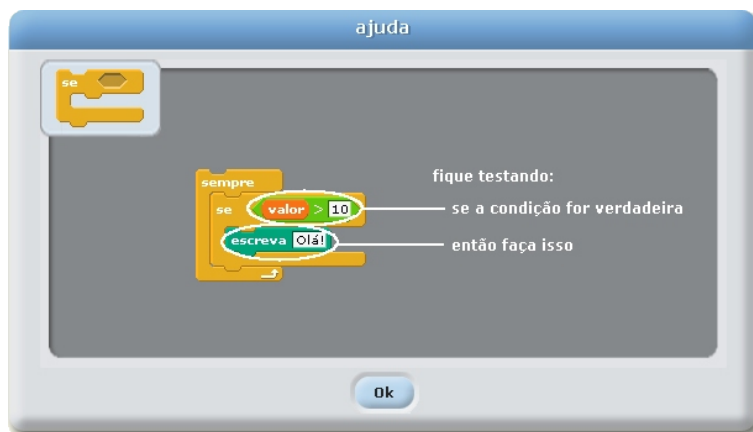 ajuda
se
sempre
fique testando:
se valor > 10
se a condição for verdadeira
escreva Olá!
então faça isso
Ok